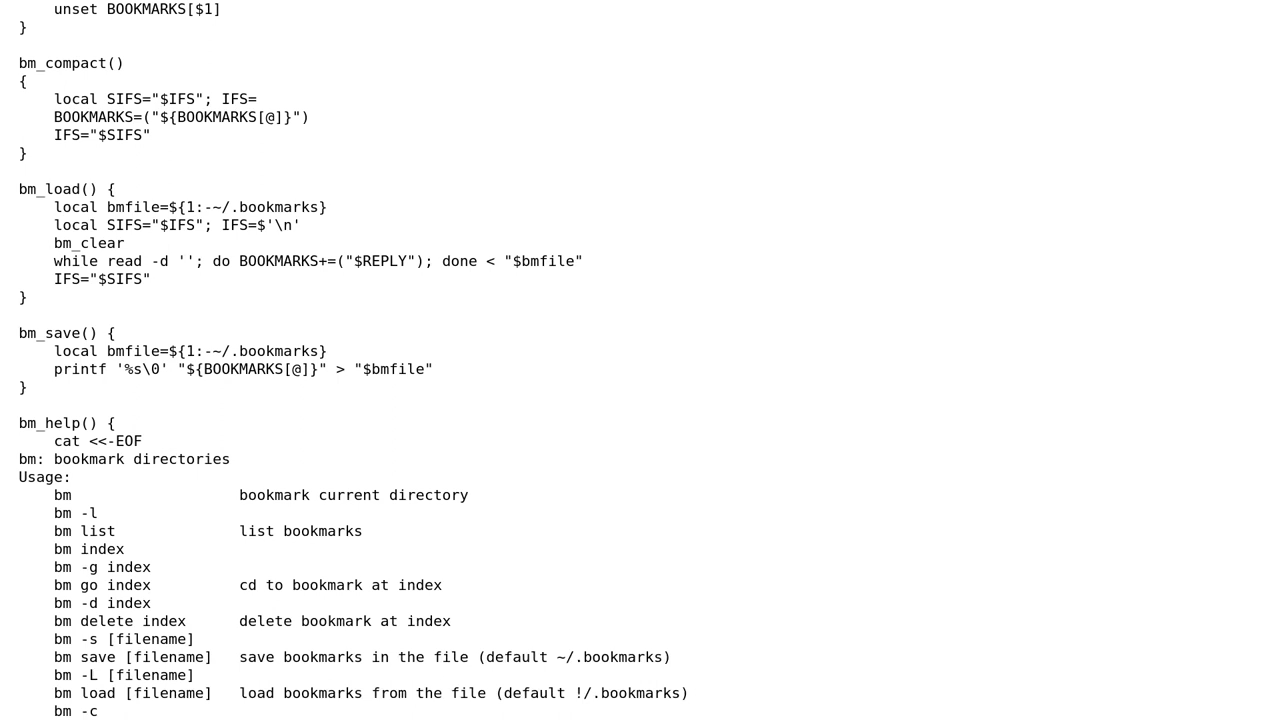 unset BOOKMARKS[$1]
}

bm_compact()
{
    local SIFS="$IFS"; IFS=
    BOOKMARKS=("${BOOKMARKS[@]}")
    IFS="$SIFS"
}

bm_load() {
    local bmfile=${1:-~/.bookmarks}
    local SIFS="$IFS"; IFS=$'\n'
    bm_clear
    while read -d ''; do BOOKMARKS+=("$REPLY"); done < "$bmfile"
    IFS="$SIFS"
}

bm_save() {
    local bmfile=${1:-~/.bookmarks}
    printf '%s\0' "${BOOKMARKS[@]}" > "$bmfile"
}

bm_help() {
    cat <<-EOF
bm: bookmark directories
Usage:
    bm                   bookmark current directory
    bm -l
    bm list              list bookmarks
    bm index
    bm -g index
    bm go index          cd to bookmark at index
    bm -d index
    bm delete index      delete bookmark at index
    bm -s [filename]
    bm save [filename]   save bookmarks in the file (default ~/.bookmarks)
    bm -L [filename]
    bm load [filename]   load bookmarks from the file (default !/.bookmarks)
    bm -c